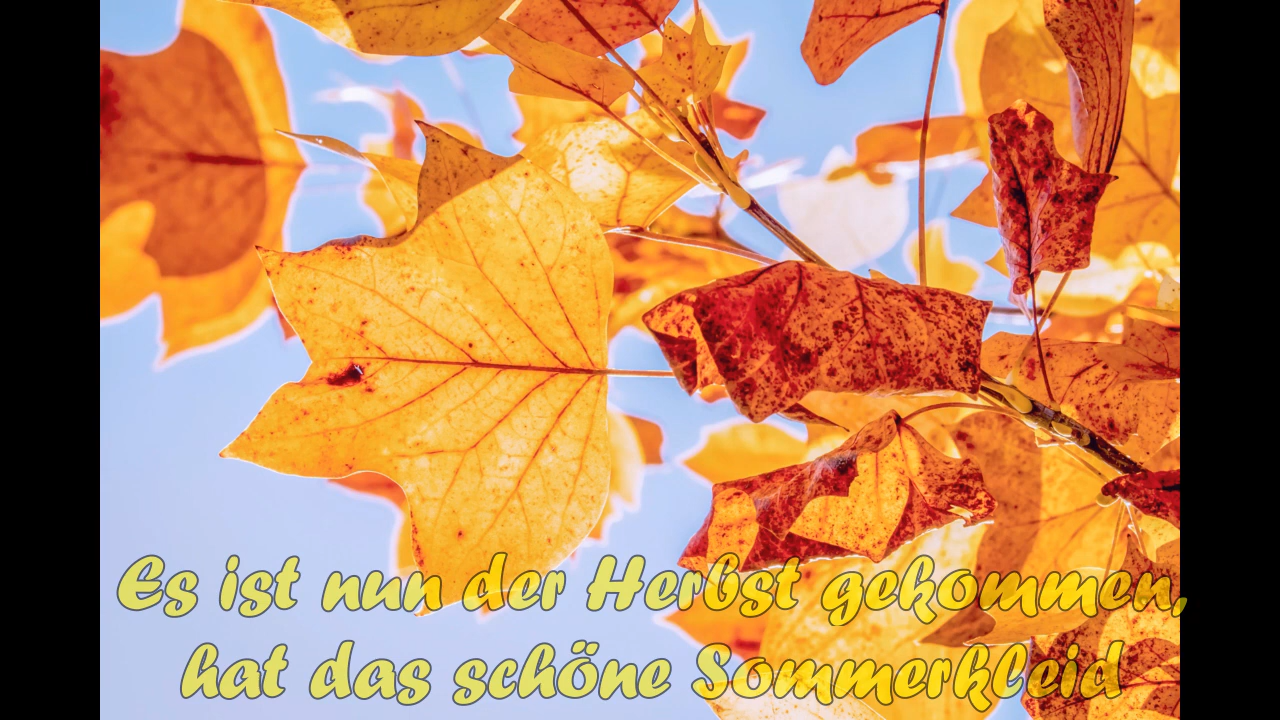 Es ist nun der Herbst gekommen,
hat das schöne Sommerkleid